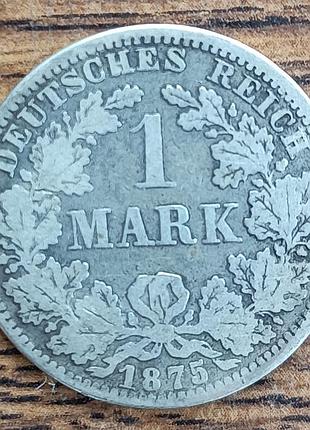 DEUTSCHES REICH
1
MARK
1875